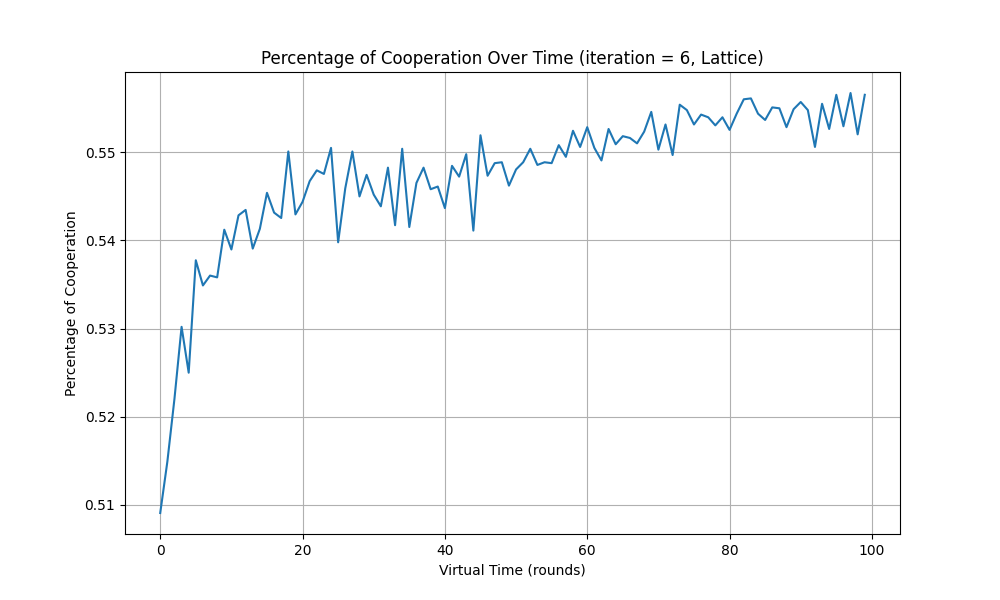 Percentage of Cooperation Over Time (iteration = 6, Lattice)
Percentage of Cooperation
0.55
0.54
0.53
0.52
0.51
0 20 40 60 80 100
Virtual Time (rounds)